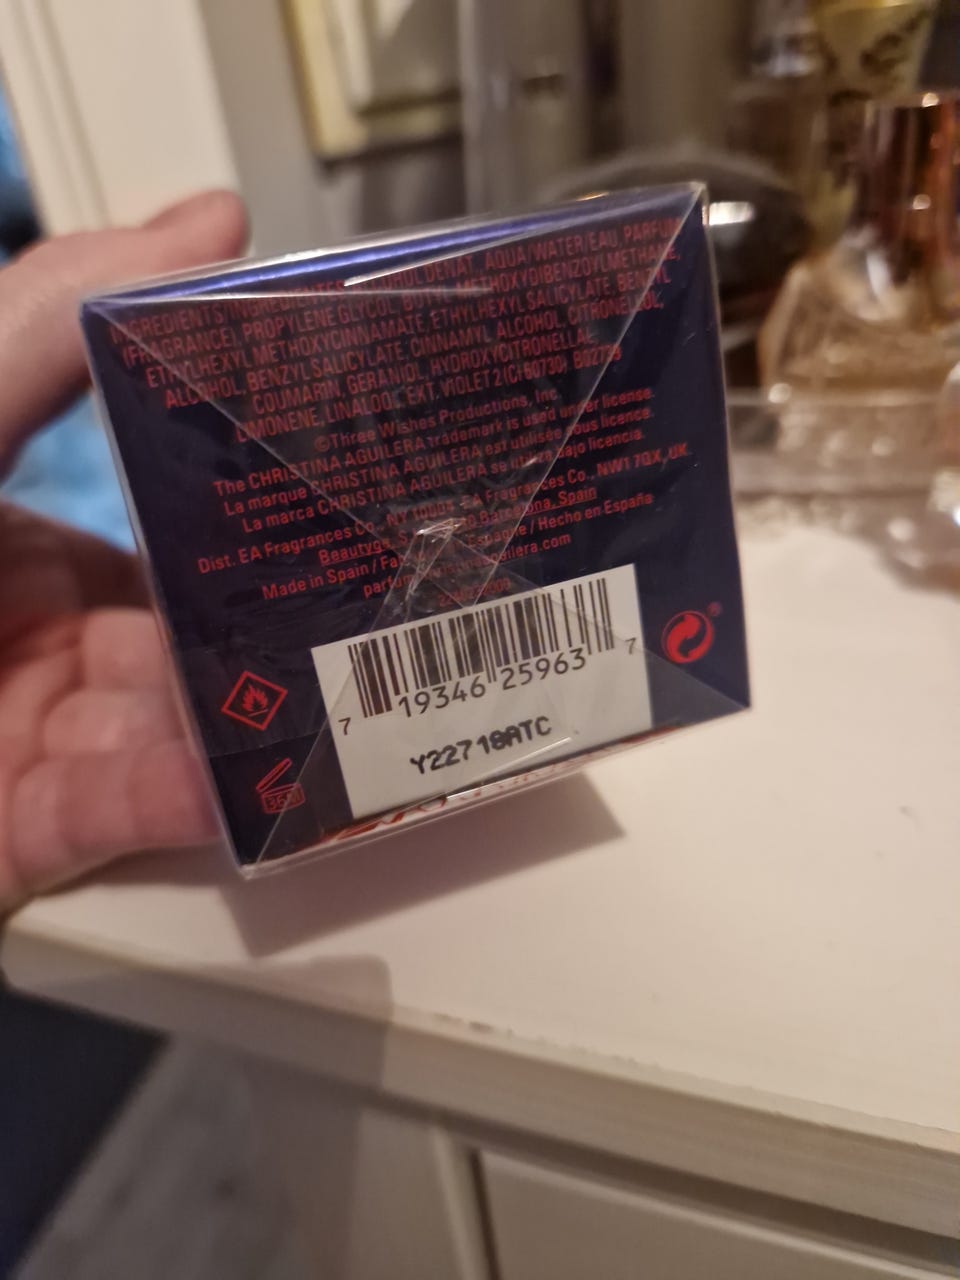 INGREDIENTS/INGRÉDIENTES: ALCOHOL DENAT., AQUA/WATER/EAU, PARFUM
(FRAGRANCE), PROPYLENE GLYCOL, BUTYL METHOXYDIBENZOYLMETHANE,
ETHYLHEXYL METHOXYCINNAMATE, ETHYLHEXYL SALICYLATE, BENZYL
ALCOHOL, BENZYL SALICYLATE, CINNAMYL ALCOHOL, CITRONELLOL,
COUMARIN, GERANIOL, HYDROXYCITRONELLAL,
LIMONENE, LINALOOL, EXT. VIOLET 2 (CI 60730)
©Three Wishes Productions, Inc.
The CHRISTINA AGUILERA trademark is used under license.
La marque CHRISTINA AGUILERA est utilisée sous licence.
La marca CHRISTINA AGUILERA se utiliza bajo licencia.
Dist. EA Fragrances Co., NY EA Fragrances Co., NW1 7QX, UK.
Barcelona, Spain
Made in Spain / Espagne / Hecho en España
7 19346 25963 7
Y22718ATC
36M